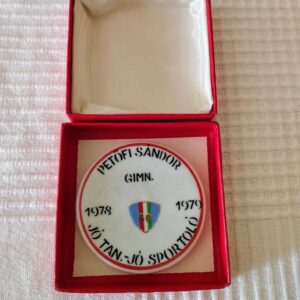 PETŐFI SÁNDOR
GIMN.
1978 1979
JÓ TAN.-JÓ SPORTOLÓ